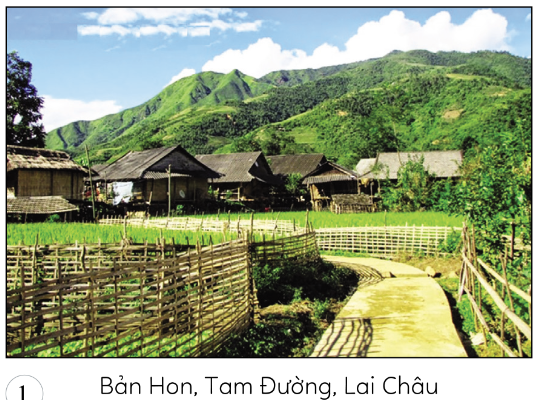 Bản Hon, Tam Đường, Lai Châu
1